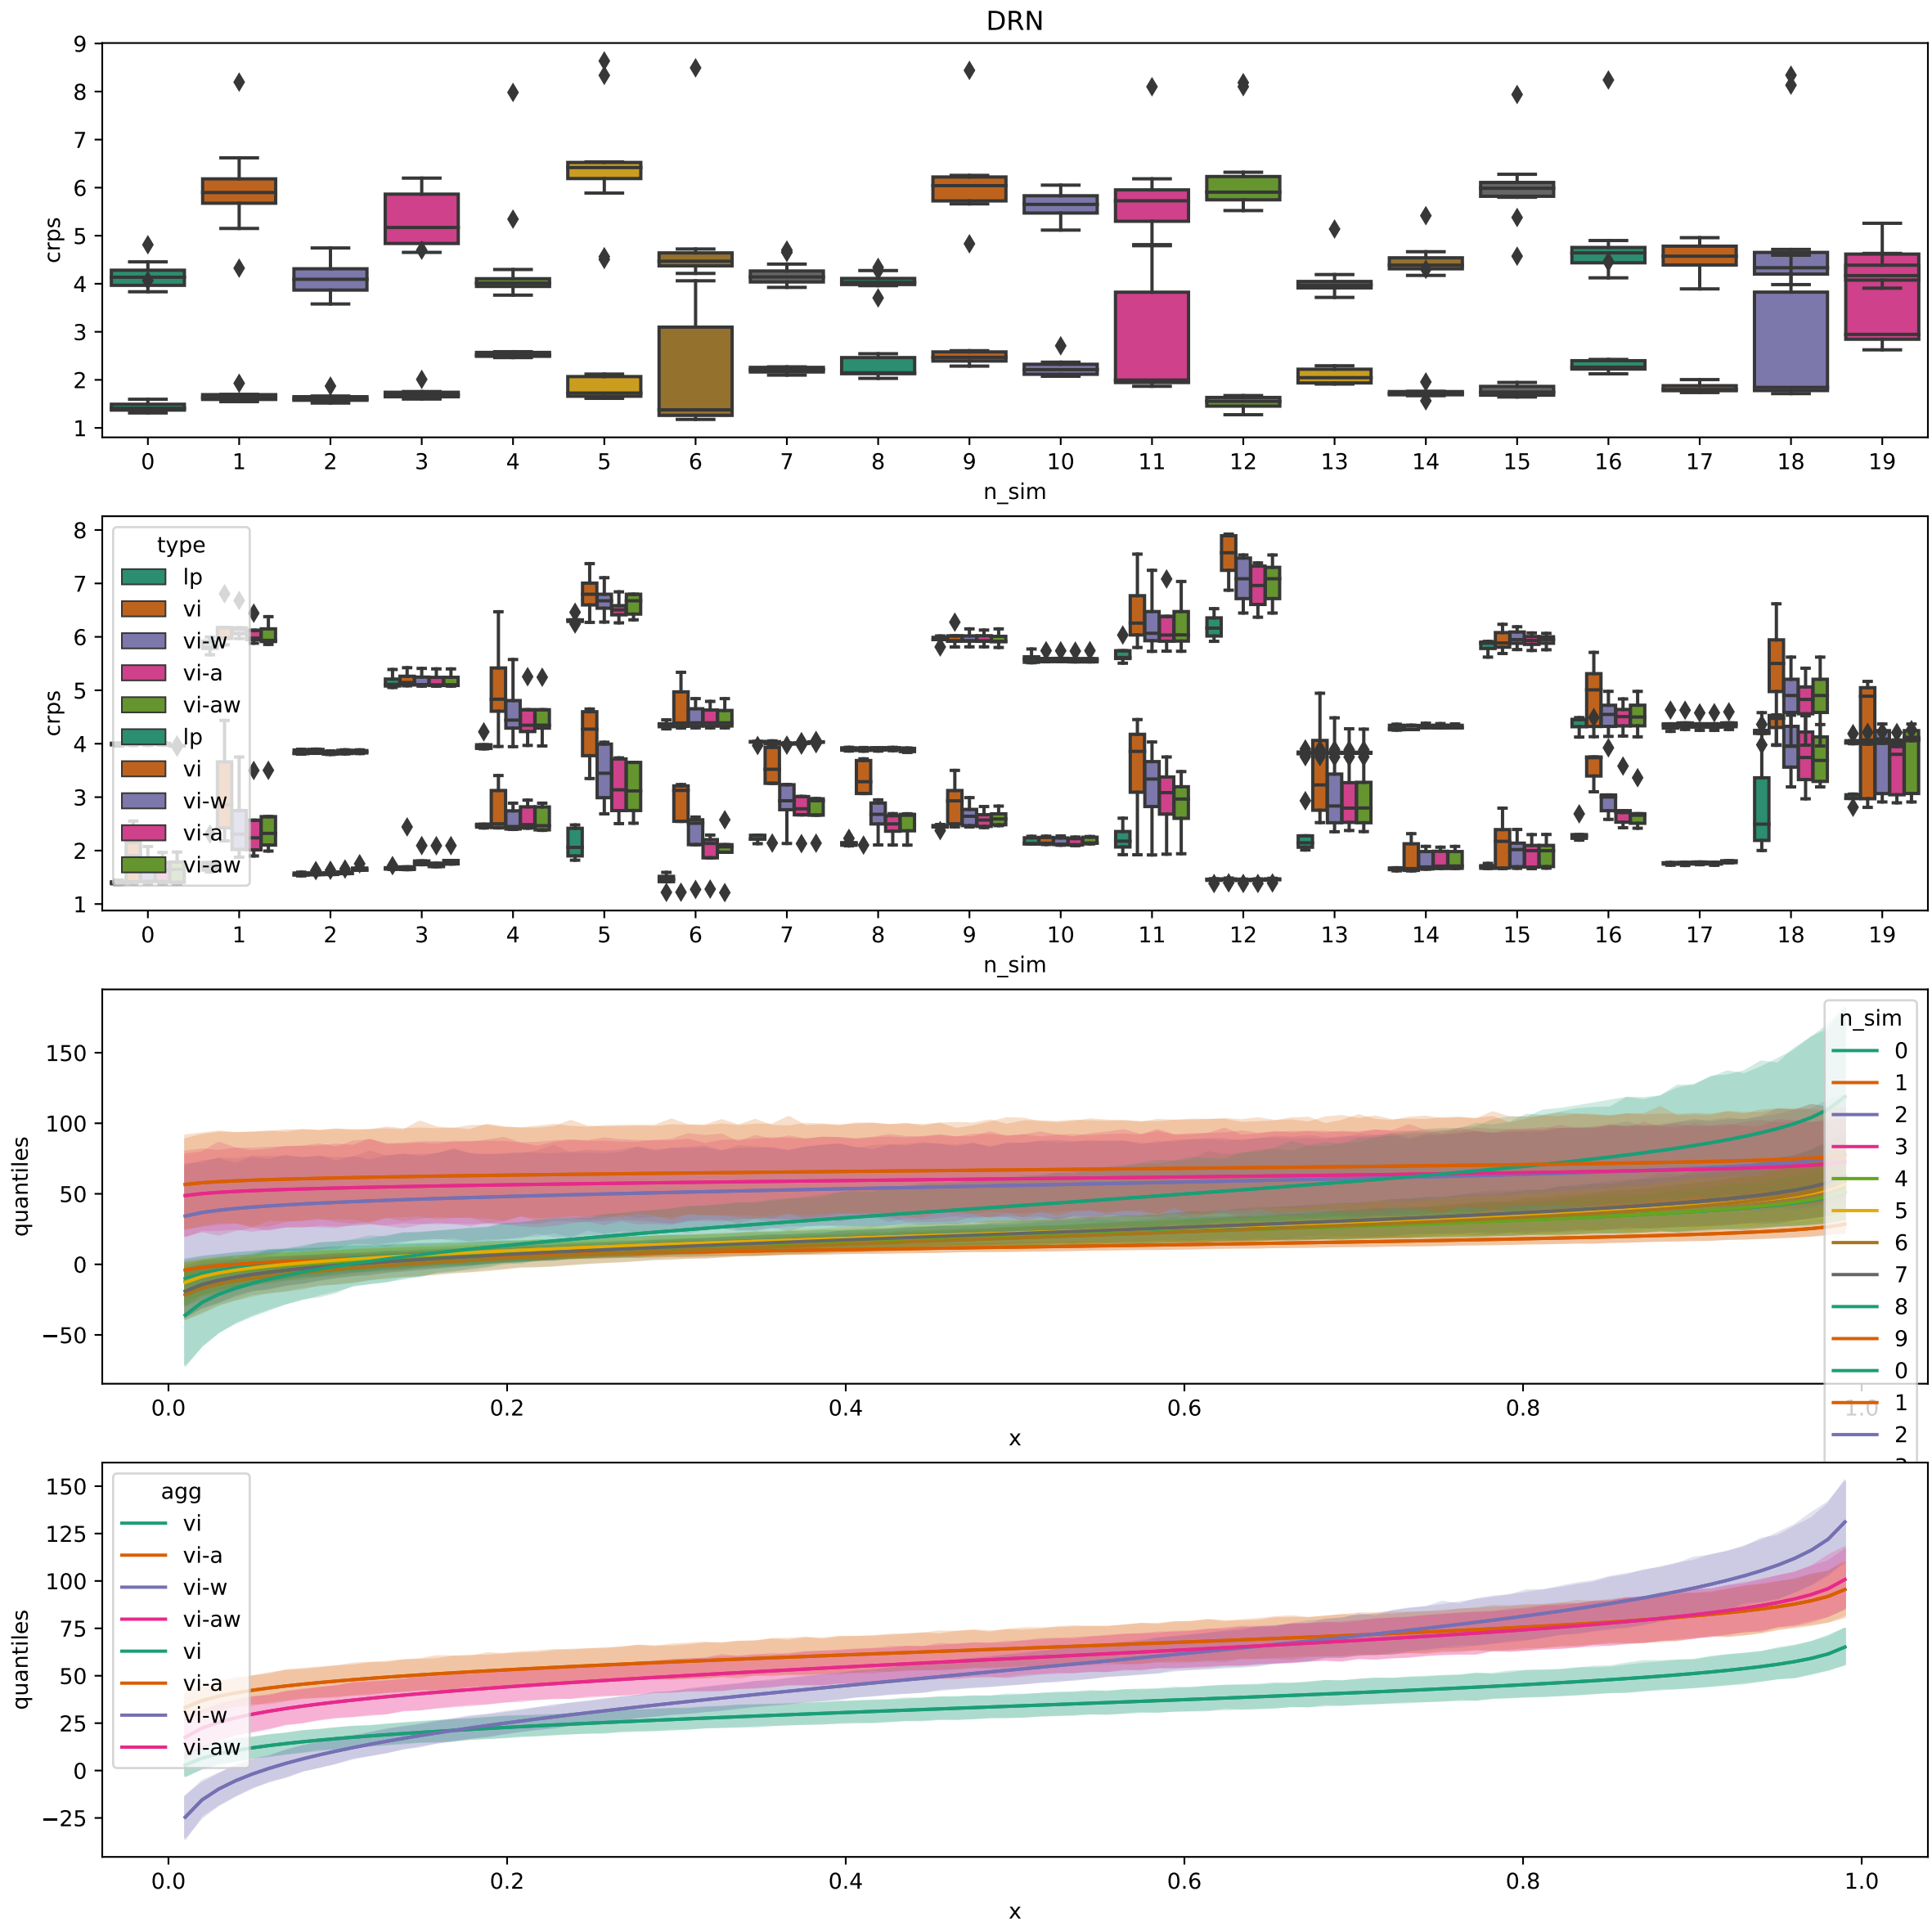 DRN
crps
9
8
7
6
5
4
3
2
1
0 1 2 3 4 5 6 7 8 9 10 11 12 13 14 15 16 17 18 19
n_sim
crps
8
7
6
5
4
3
2
1
type
lp
vi
vi-w
vi-a
vi-aw
lp
vi
vi-w
vi-a
vi-aw
0 1 2 3 4 5 6 7 8 9 10 11 12 13 14 15 16 17 18 19
n_sim
quantiles
150
100
50
0
−50
n_sim
0
1
2
3
4
5
6
7
8
9
0
1
2
0.0 0.2 0.4 0.6 0.8 1.0
x
quantiles
150
125
100
75
50
25
0
−25
agg
vi
vi-a
vi-w
vi-aw
vi
vi-a
vi-w
vi-aw
0.0 0.2 0.4 0.6 0.8 1.0
x